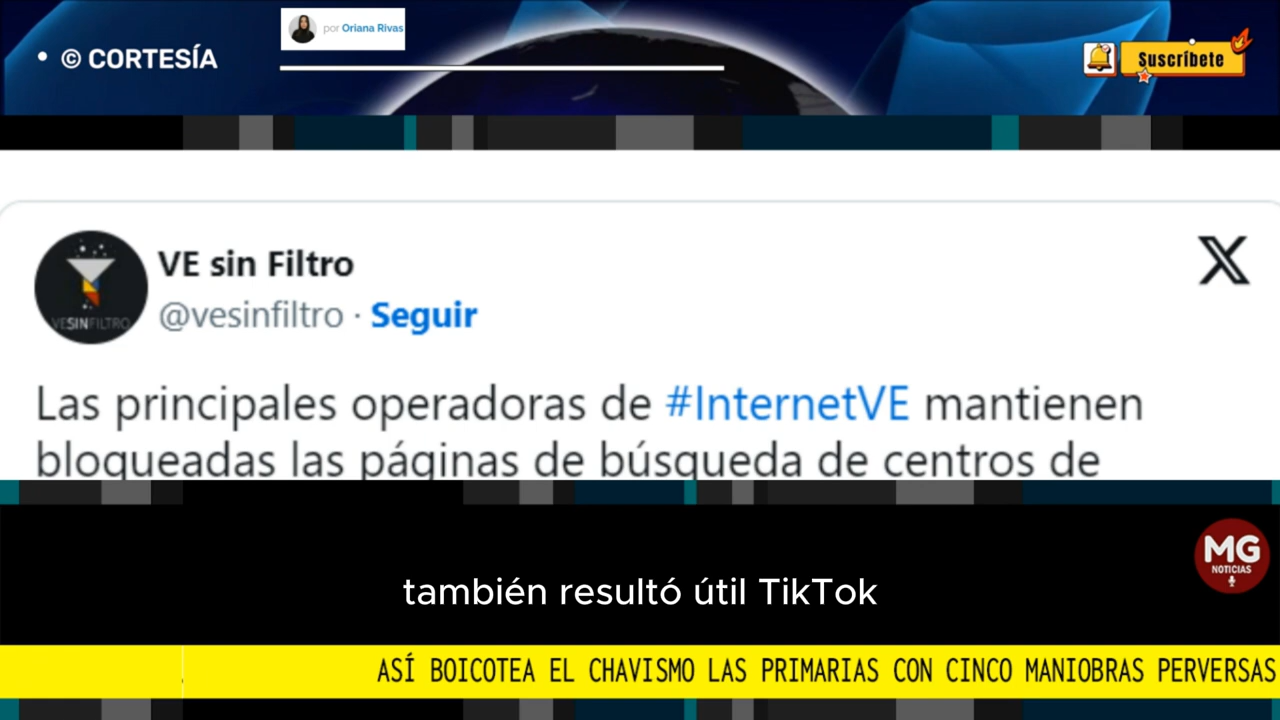 • © CORTESÍA
por Oriana Rivas
Suscríbete
VE sin Filtro
@vesinfiltro · Seguir
VESINFILTRO
Las principales operadoras de #InternetVE mantienen
bloqueadas las páginas de búsqueda de centros de
MG
NOTICIAS
también resultó útil TikTok
ASÍ BOICOTEA EL CHAVISMO LAS PRIMARIAS CON CINCO MANIOBRAS PERVERSAS